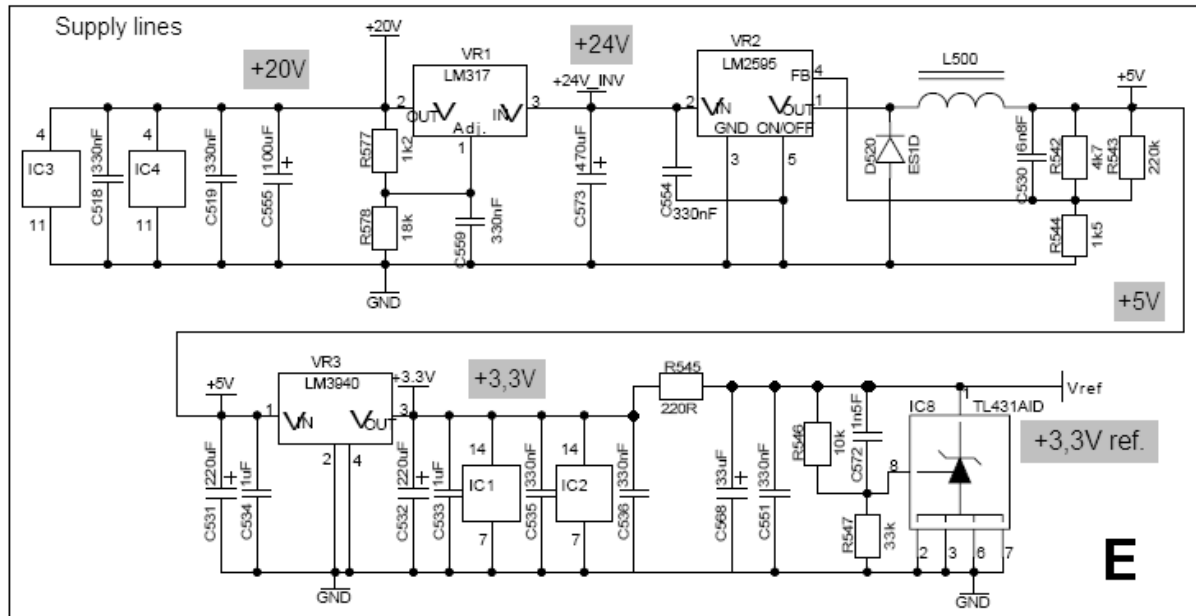 Supply lines
+20V
+20V
VR1
LM317
OUT
IN
Adj.
2
3
1
+24V
+24V_INV
VR2
LM2595
FB
4
2
VIN
VOUT
1
GND
ON/OFF
3
5
L500
+5V
4
IC3
11
C518
330nF
4
IC4
11
C519
330nF
C555
100uF
+
R577
1k2
R578
18k
C559
330nF
C573
470uF
+
C554
330nF
D520
ES1D
C530
6n8F
R542
4k7
R543
220k
R544
1k5
GND
+5V
+5V
VR3
LM3940
1
VIN
VOUT
3
2
4
+3.3V
+3,3V
C531
220uF
+
C534
1uF
C532
220uF
+
C533
1uF
14
IC1
7
C535
330nF
14
IC2
7
C536
330nF
R545
220R
C568
33uF
+
C551
330nF
R546
10k
C572
1n5F
R547
33k
IC8
TL431AID
1
8
2
3
6
7
Vref
+3,3V ref.
GND
GND
E